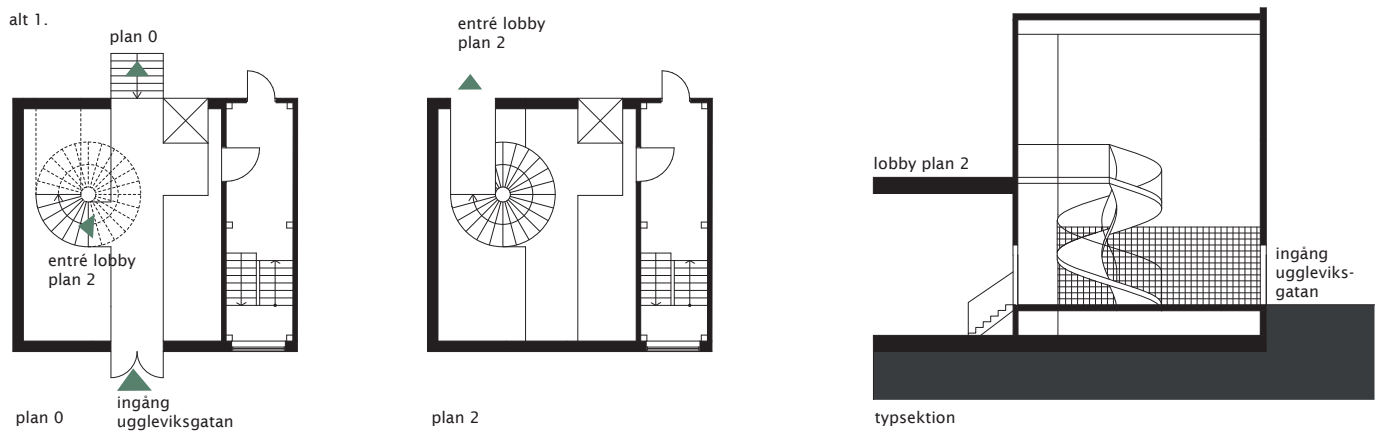 alt 1.
plan 0
entré lobby
plan 2
ingång
uggleviksgatan
plan 0
entré lobby
plan 2
plan 2
lobby plan 2
ingång
uggleviks-
gatan
typsektion